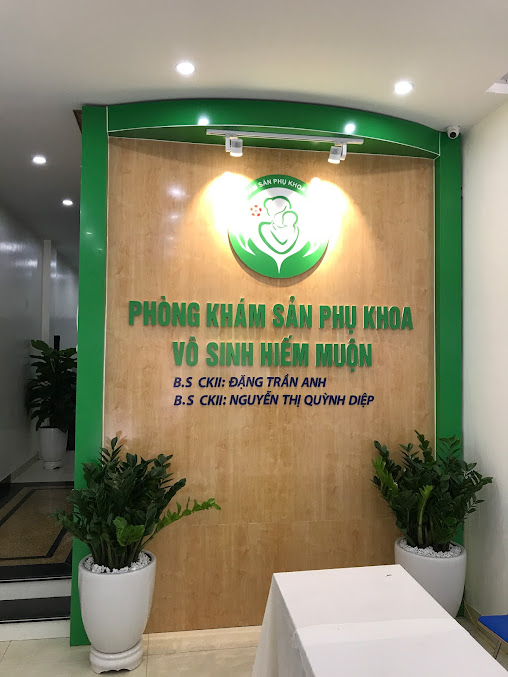 SẢN PHỤ KHOA
PHÒNG KHÁM SẢN PHỤ KHOA
VÔ SINH HIẾM MUỘN
B.S CKII: ĐẶNG TRẦN ANH
B.S CKII: NGUYỄN THỊ QUỲNH DIỆP